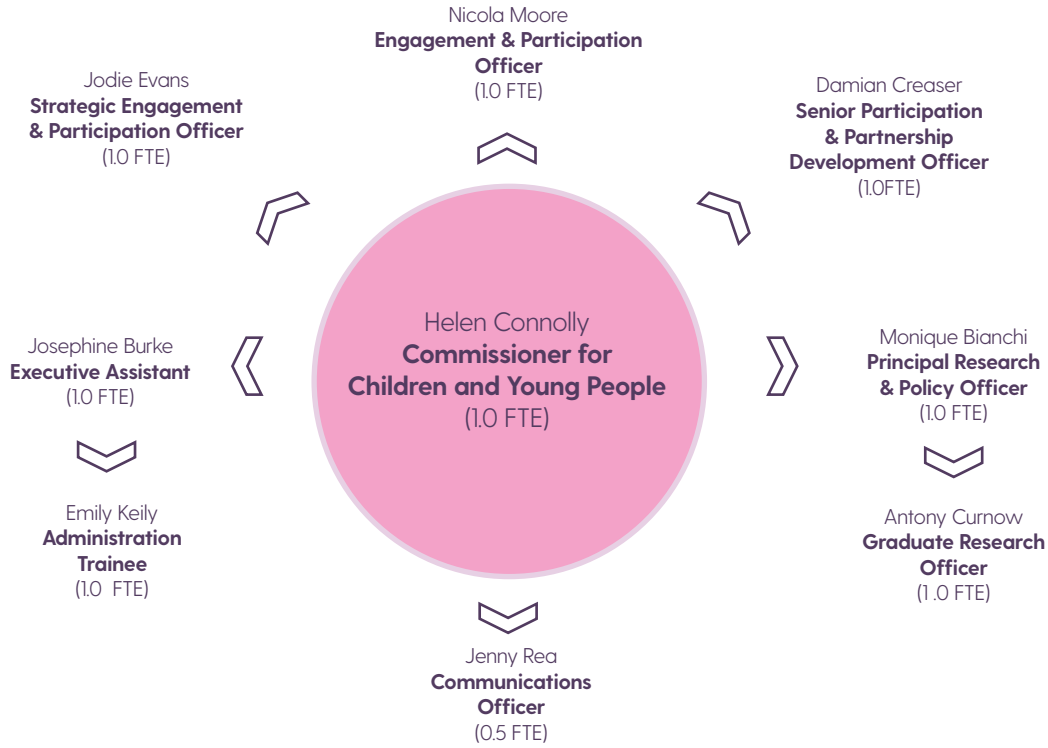 Nicola Moore
Engagement & Participation
Officer
(1.0 FTE)
Jodie Evans
Strategic Engagement
& Participation Officer
(1.0 FTE)
Damian Creaser
Senior Participation
& Partnership
Development Officer
(1.0FTE)
Helen Connolly
Commissioner for
Children and Young People
(1.0 FTE)
Josephine Burke
Executive Assistant
(1.0 FTE)
Monique Bianchi
Principal Research
& Policy Officer
(1.0 FTE)
Emily Keily
Administration
Trainee
(1.0 FTE)
Antony Curnow
Graduate Research
Officer
(1 .0 FTE)
Jenny Rea
Communications
Officer
(0.5 FTE)